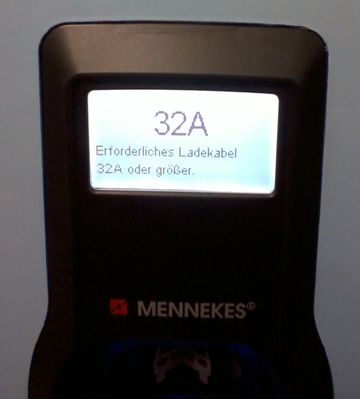 32A
Erforderliches Ladekabel
32A oder größer.
MENNEKES®